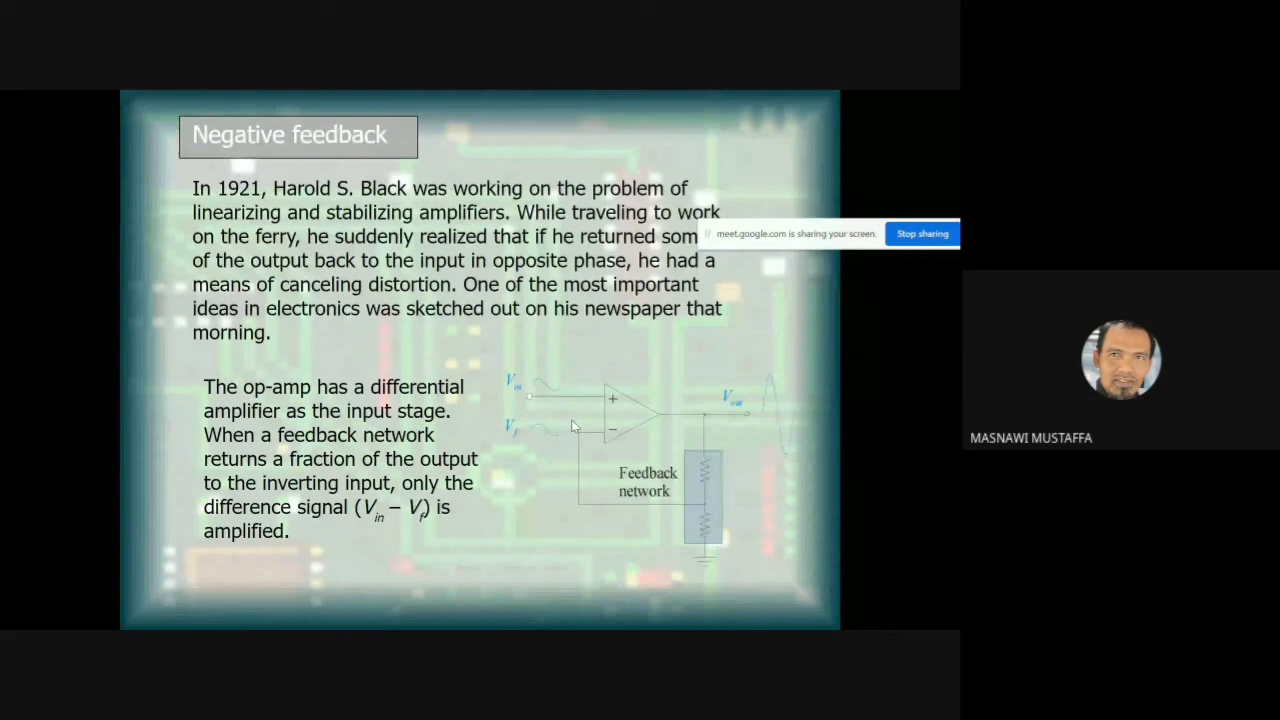 Negative feedback
In 1921, Harold S. Black was working on the problem of
linearizing and stabilizing amplifiers. While traveling to work
on the ferry, he suddenly realized that if he returned som
of the output back to the input in opposite phase, he had a
means of canceling distortion. One of the most important
ideas in electronics was sketched out on his newspaper that
morning.
meet.google.com is sharing your screen.
Stop sharing
The op-amp has a differential
amplifier as the input stage.
When a feedback network
returns a fraction of the output
to the inverting input, only the
difference signal (Vin – Vf) is
amplified.
Vin
+
Vout
Vf
–
Feedback
network
MASNAWI MUSTAFFA